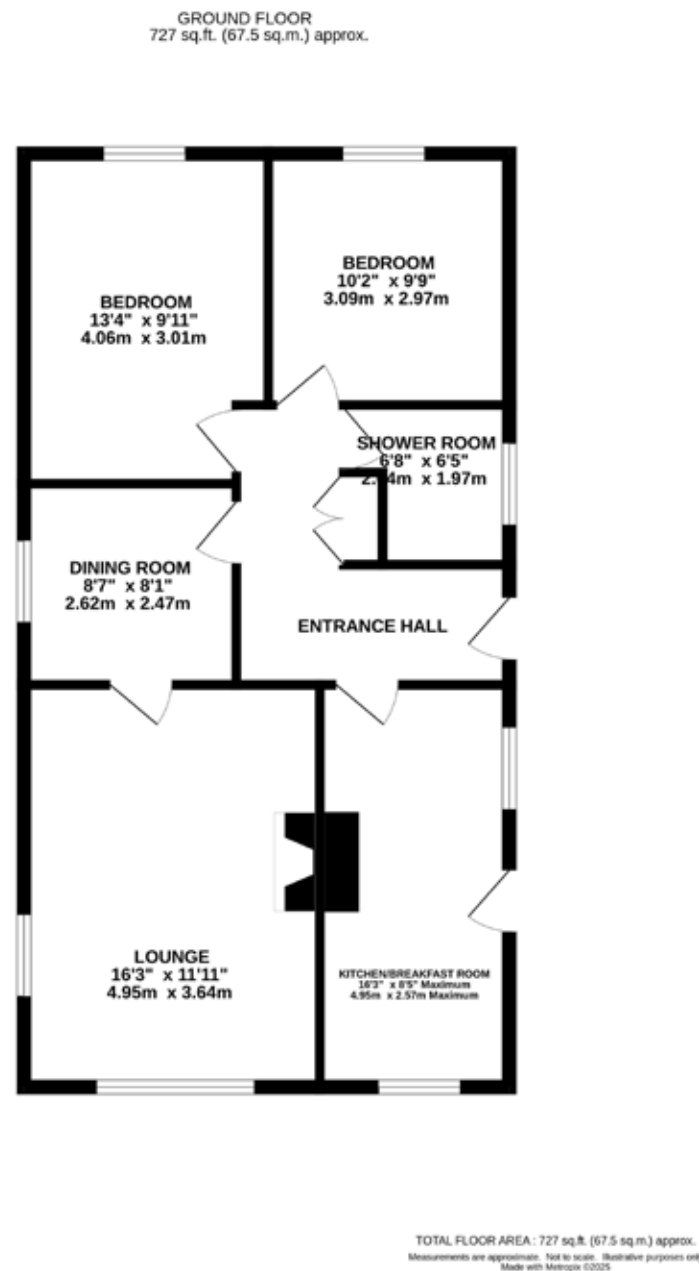 GROUND FLOOR
727 sq.ft. (67.5 sq.m.) approx.
BEDROOM
13'4" x 9'11"
4.06m x 3.01m
BEDROOM
10'2" x 9'9"
3.09m x 2.97m
SHOWER ROOM
6'8" x 6'5"
x 1.97m
DINING ROOM
8'7" x 8'1"
2.62m x 2.47m
ENTRANCE HALL
LOUNGE
16'3" x 11'11"
4.95m x 3.64m
KITCHEN/BREAKFAST ROOM
16'3" x 8'5" Maximum
4.95m x 2.57m Maximum
TOTAL FLOOR AREA : 727 sq.ft. (67.5 sq.m.) approx.
Measurements are approximate. Not to scale. Illustrative purposes
Made with Metropix ©2025